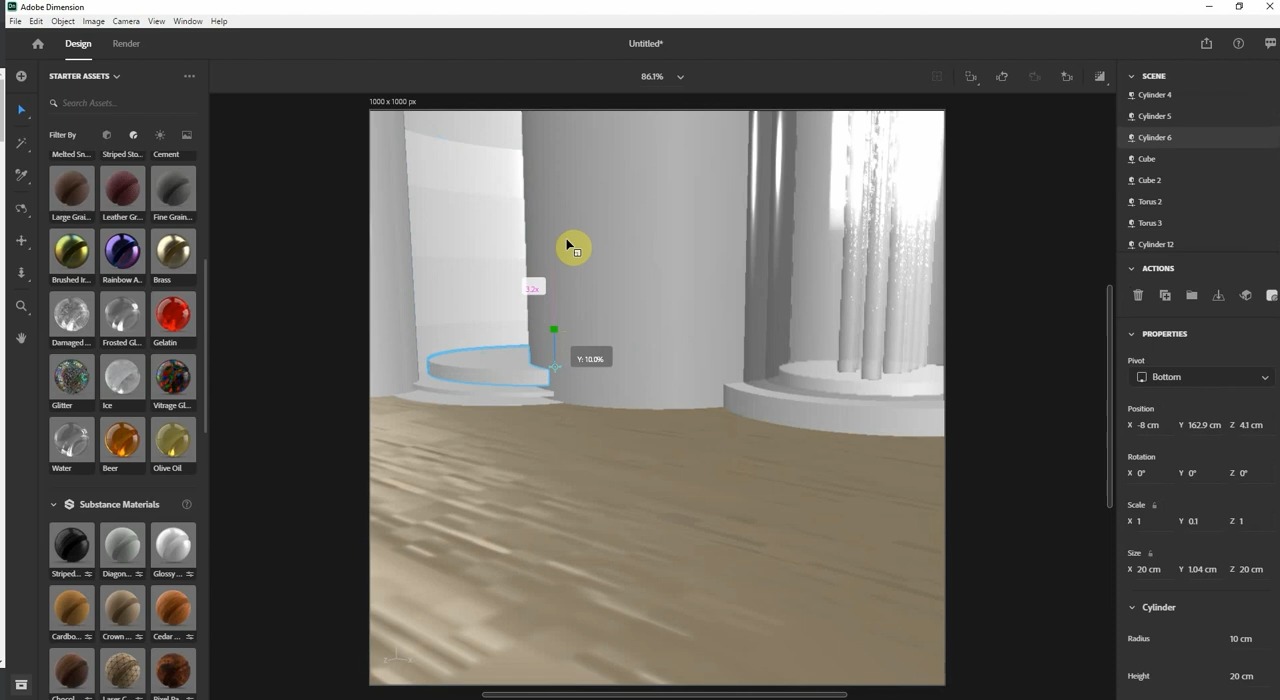 Adobe Dimension
File Edit Object Image Camera View Window Help
Design Render Untitled*
STARTER ASSETS
86.1%
Search Assets...
1000 x 1000 px
Filter By
Melted Sn... Striped Sto... Cement
Large Grai... Leather Gr... Fine Grain...
Brushed Ir... Rainbow A... Brass
Damaged ... Frosted Gl... Gelatin
Glitter Ice Vitrage Gl...
Water Beer Olive Oil
Substance Materials
Striped... Diagon... Glossy ...
Cardbo... Crown ... Cedar ...
Chocol... Laser C... Pixel Pa...
3.2x
Y: 10.0%
SCENE
Cylinder 4
Cylinder 5
Cylinder 6
Cube
Cube 2
Torus 2
Torus 3
Cylinder 12
ACTIONS
PROPERTIES
Pivot
Bottom
Position
X -8 cm Y 162.9 cm Z 4.1 cm
Rotation
X 0° Y 0° Z 0°
Scale
X 1 Y 0.1 Z 1
Size
X 20 cm Y 1.04 cm Z 20 cm
Cylinder
Radius 10 cm
Height 20 cm